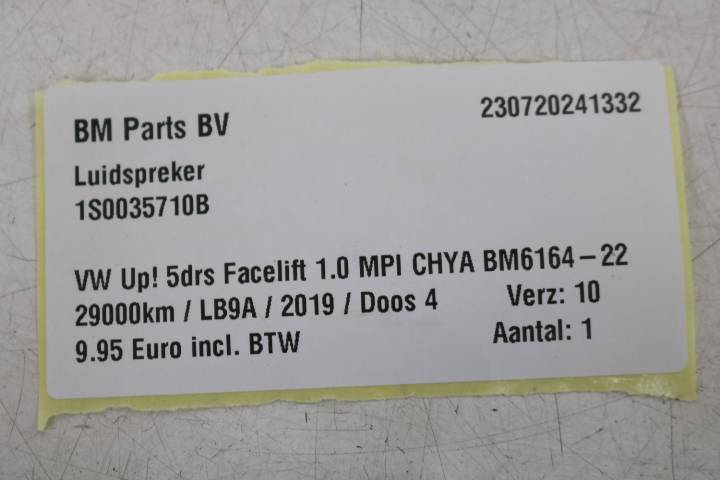 BM Parts BV 230720241332
Luidspreker
1S0035710B
VW Up! 5drs Facelift 1.0 MPI CHYA BM6164-22
29000km / LB9A / 2019 / Doos 4 Verz: 10
9.95 Euro incl. BTW Aantal: 1